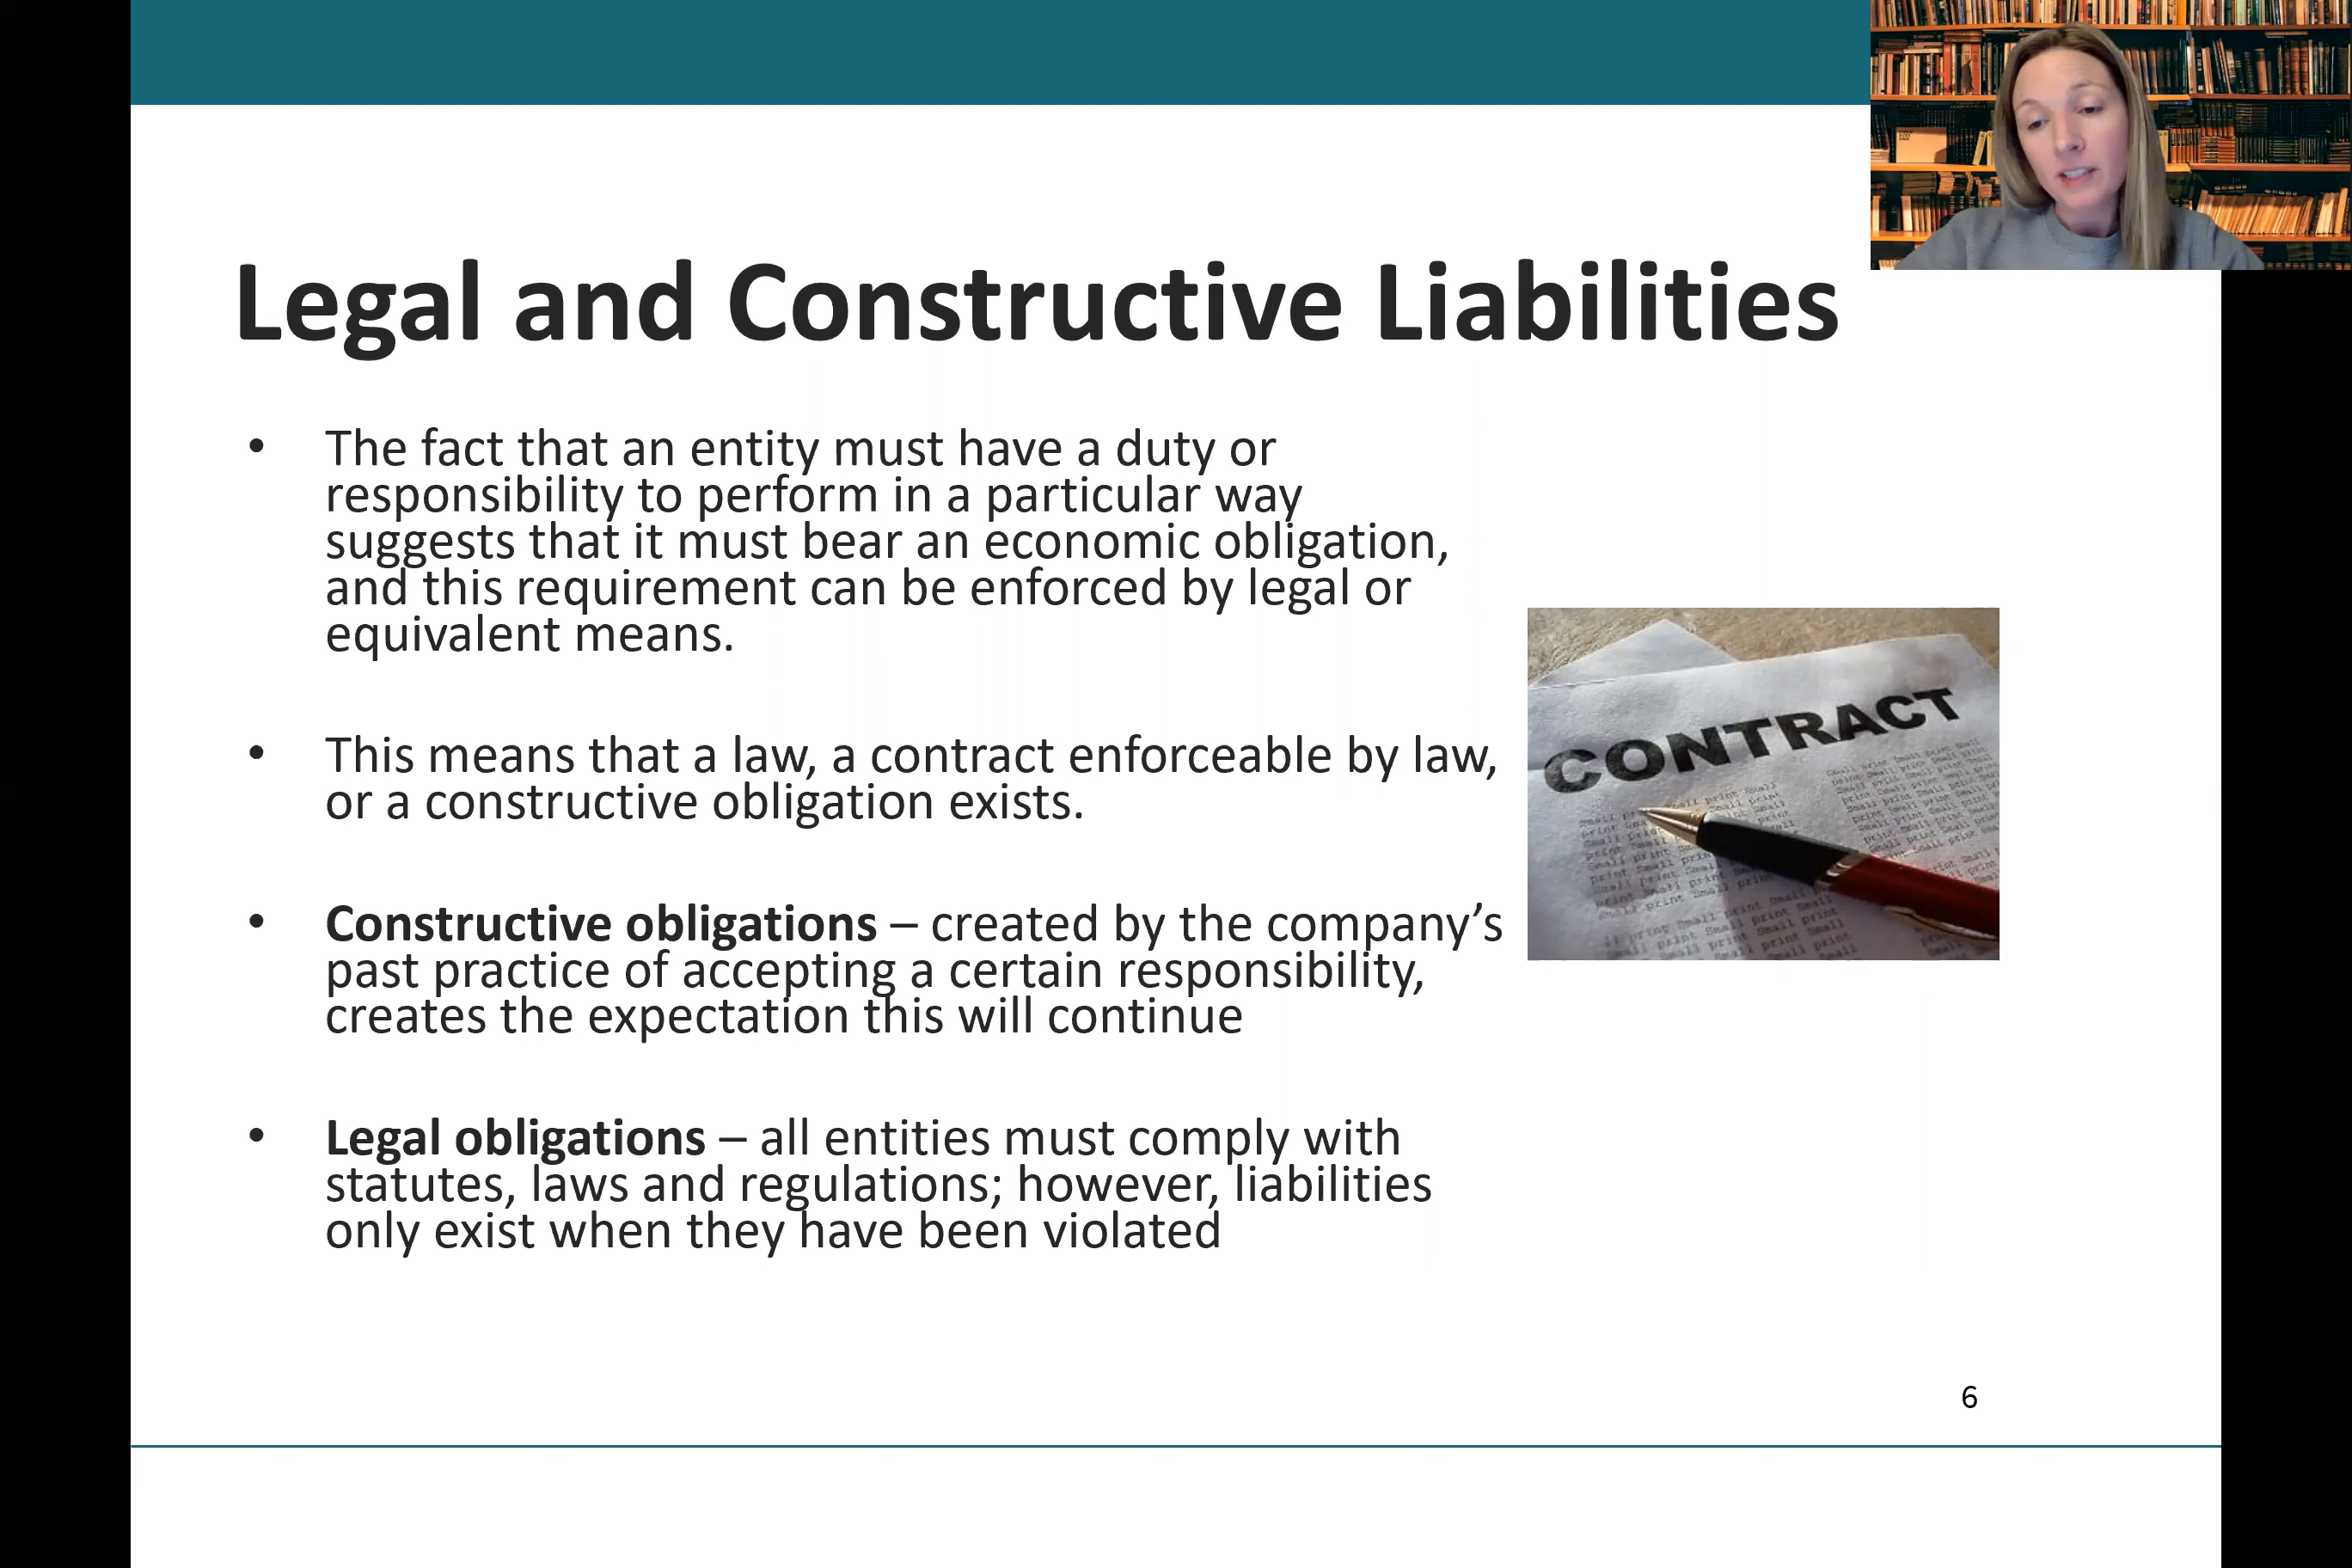 Legal and Constructive Liabilities
• The fact that an entity must have a duty or
responsibility to perform in a particular way
suggests that it must bear an economic obligation,
and this requirement can be enforced by legal or
equivalent means.
• This means that a law, a contract enforceable by law,
or a constructive obligation exists.
• Constructive obligations – created by the company’s
past practice of accepting a certain responsibility,
creates the expectation this will continue
• Legal obligations – all entities must comply with
statutes, laws and regulations; however, liabilities
only exist when they have been violated
CONTRACT
6